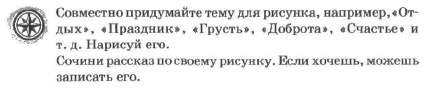 Совместно придумайте тему для рисунка, например, «От-
дых», «Праздник», «Грусть», «Доброта», «Счастье» и
т. д. Нарисуй его.
Сочини рассказ по своему рисунку. Если хочешь, можешь
записать его.